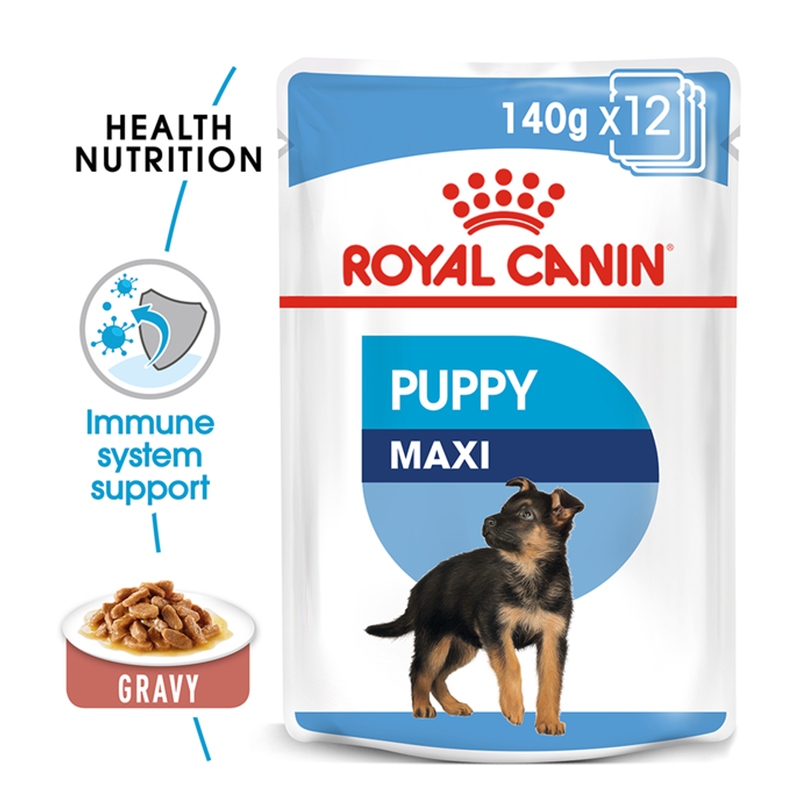 HEALTH
NUTRITION
Immune
system
support
GRAVY
140g x12
ROYAL CANIN®
PUPPY
MAXI